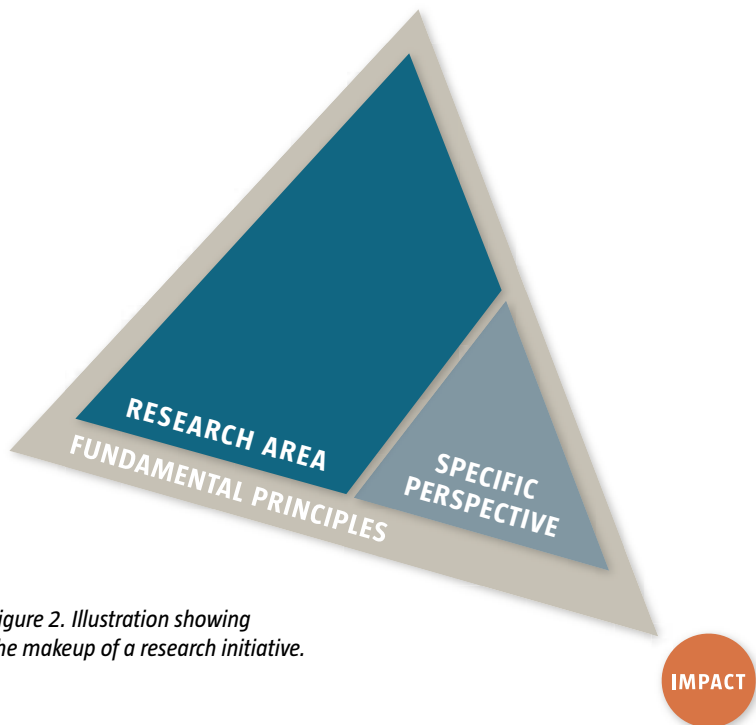 RESEARCH AREA
FUNDAMENTAL PRINCIPLES
SPECIFIC
PERSPECTIVE
igure 2. Illustration showing
he makeup of a research initiative.
IMPACT